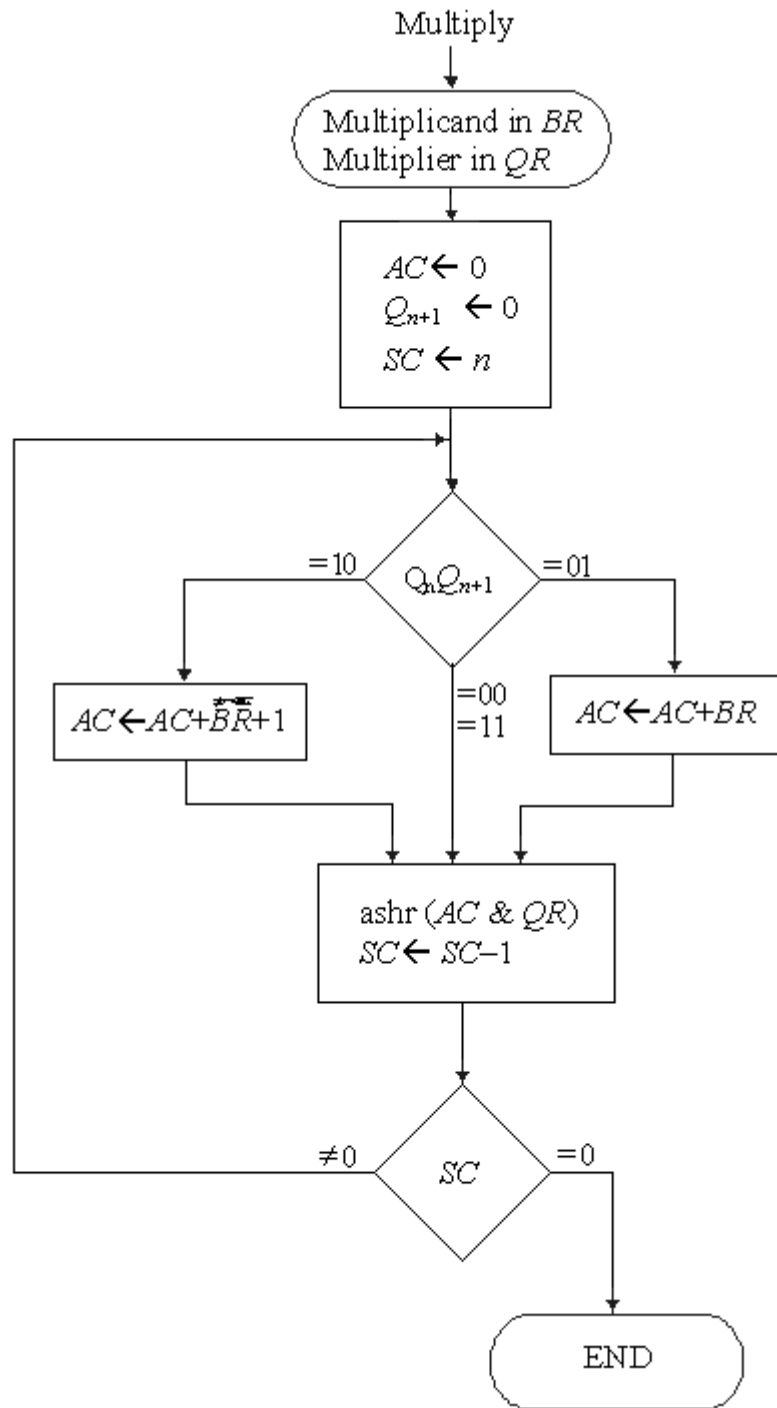 Multiply
Multiplicand in BR
Multiplier in QR
AC ← 0
Qₙ₊₁ ← 0
SC ← n
=10
QₙQₙ₊₁
=01
=00
=11
AC←AC+B̅R̅+1
AC←AC+BR
ashr (AC & QR)
SC← SC−1
≠0
SC
=0
END